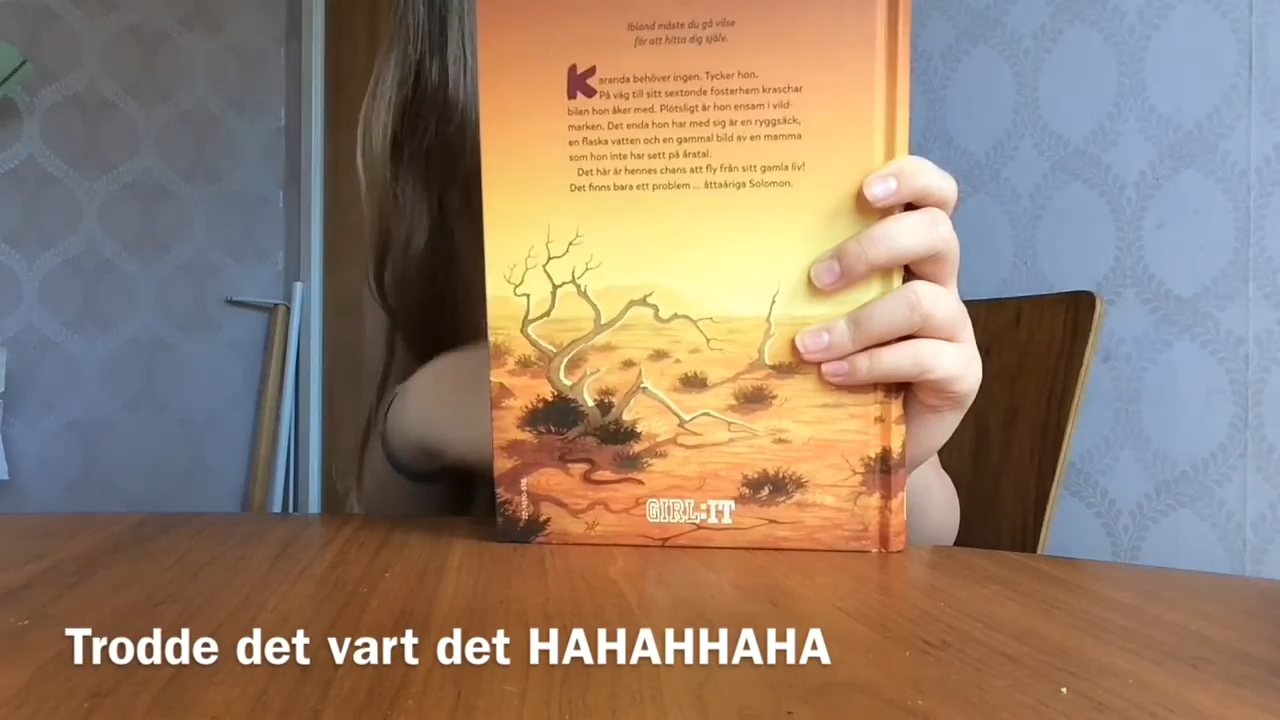 Ibland måste du gå vilse
för att hitta dig själv.
Karanda behöver ingen. Tycker hon.
På väg till sitt sextonde fosterhem kraschar
bilen hon åker med. Plötsligt är hon ensam i vild-
marken. Det enda hon har med sig är en ryggsäck,
en flaska vatten och en gammal bild av en mamma
som hon inte har sett på åratal.
Det här är hennes chans att fly från sitt gamla liv!
Det finns bara ett problem ... åttaåriga Solomon.
GIRL:IT
Trodde det vart det HAHAHHAHA